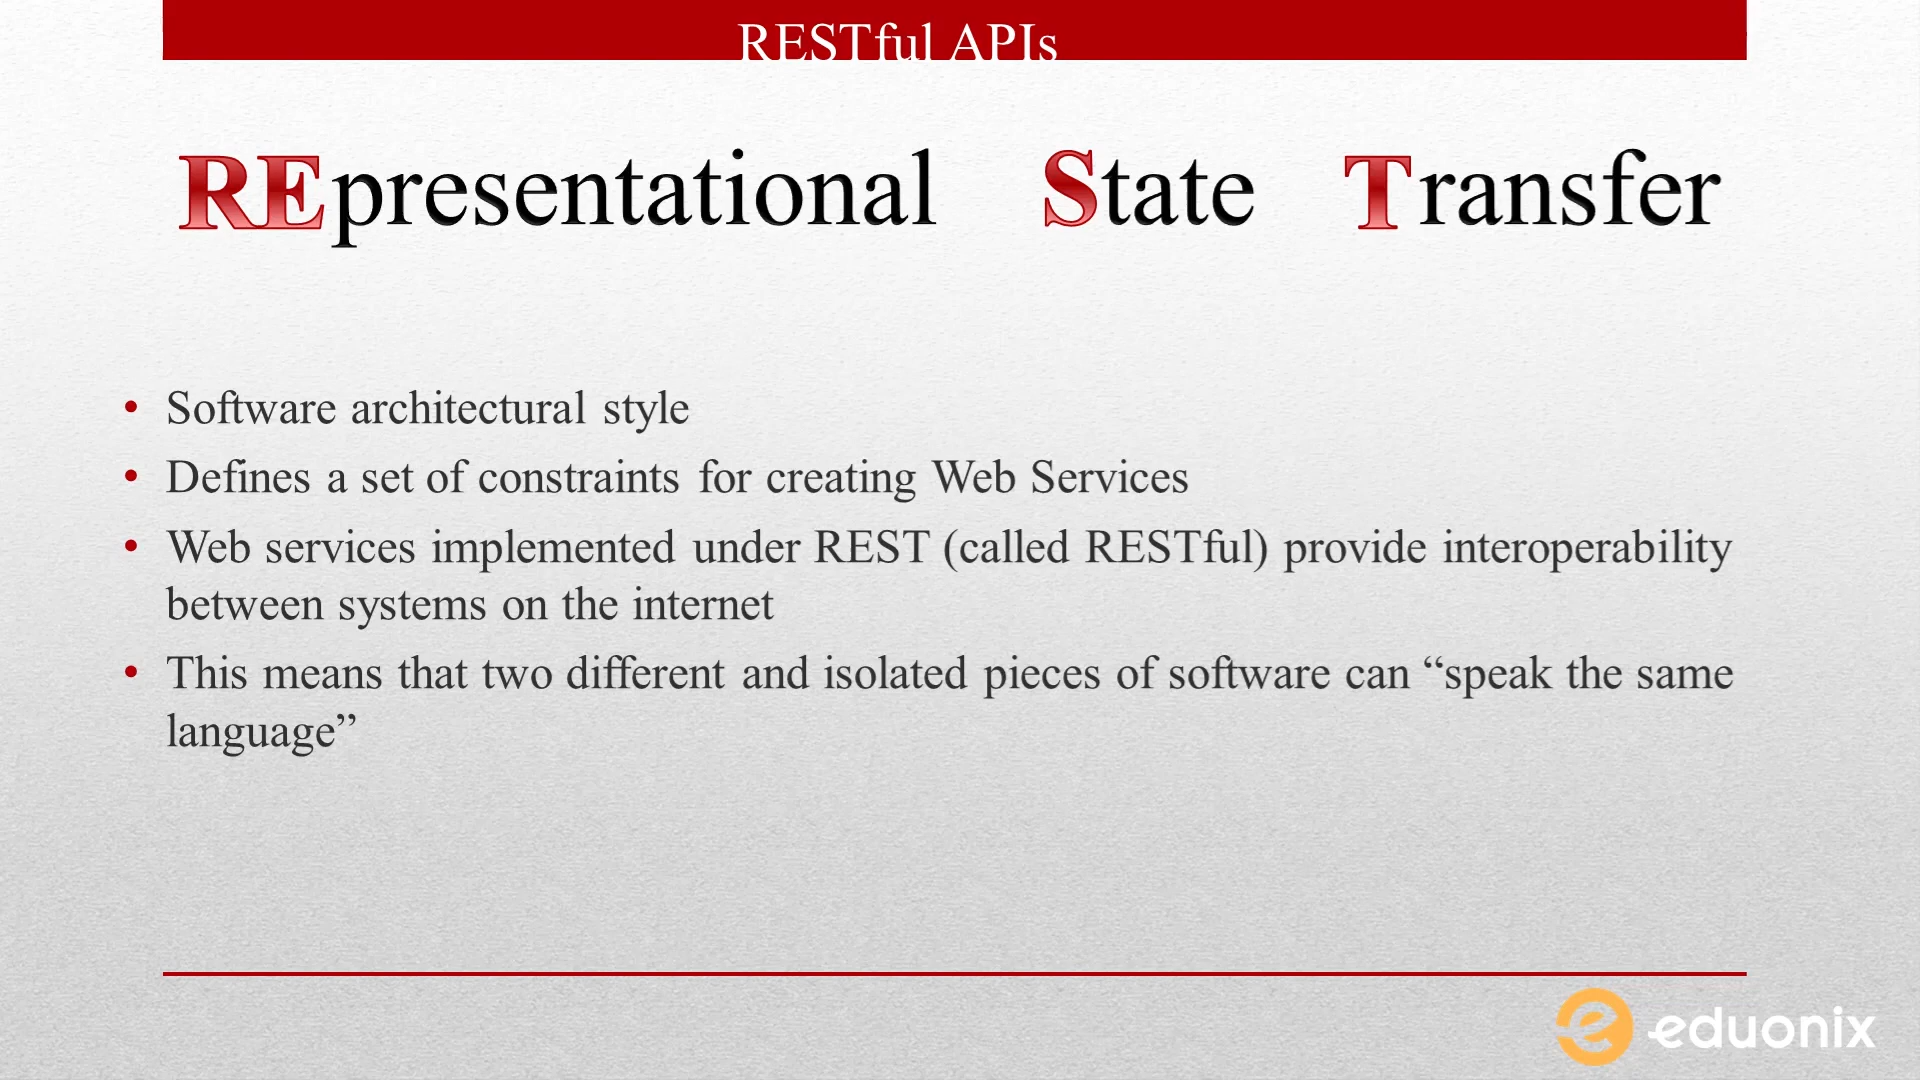 RESTful APIs
REpresentational State Transfer
• Software architectural style
• Defines a set of constraints for creating Web Services
• Web services implemented under REST (called RESTful) provide interoperability
between systems on the internet
• This means that two different and isolated pieces of software can “speak the same
language”
eduonix